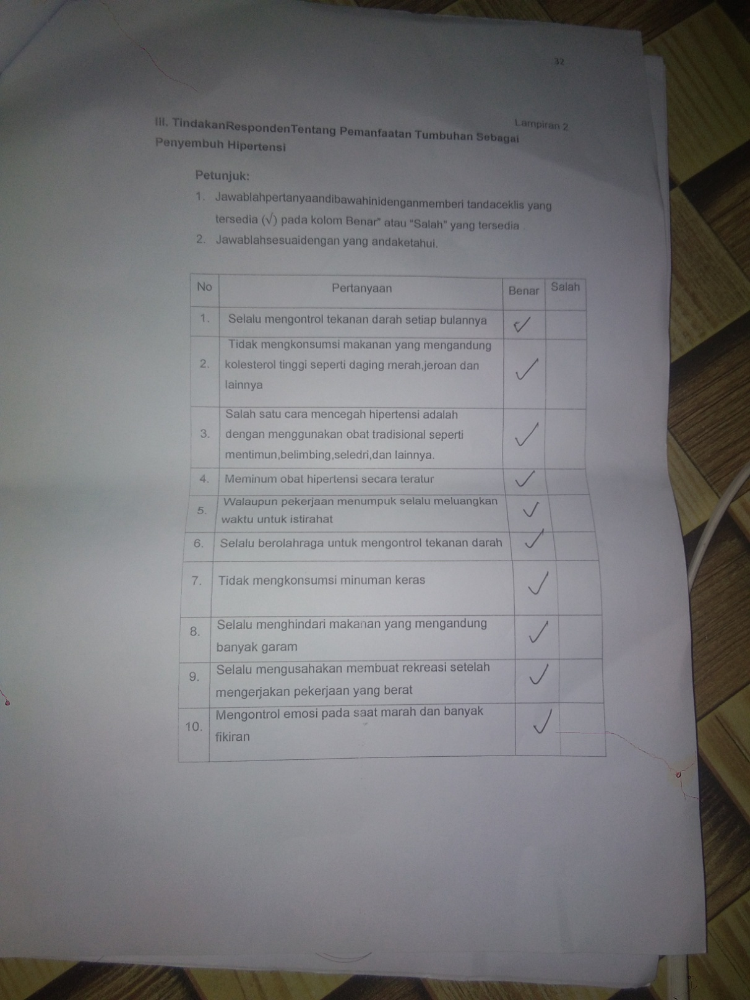 32
Lampiran 2
III. TindakanRespondenTentang Pemanfaatan Tumbuhan Sebagai
Penyembuh Hipertensi
Petunjuk:
1. Jawablahpertanyaandibawahinidenganmemberi tandaceklis yang
tersedia (√) pada kolom Benar" atau "Salah" yang tersedia
2. Jawablahsesuaidengan yang andaketahui.
No Pertanyaan Benar Salah
1. Selalu mengontrol tekanan darah setiap bulannya ✓
Tidak mengkonsumsi makanan yang mengandung
2. kolesterol tinggi seperti daging merah,jeroan dan ✓
lainnya
Salah satu cara mencegah hipertensi adalah
3. dengan menggunakan obat tradisional seperti ✓
mentimun,belimbing,seledri,dan lainnya.
4. Meminum obat hipertensi secara teratur ✓
5. Walaupun pekerjaan menumpuk selalu meluangkan ✓
waktu untuk istirahat
6. Selalu berolahraga untuk mengontrol tekanan darah ✓
7. Tidak mengkonsumsi minuman keras ✓
8. Selalu menghindari makanan yang mengandung ✓
banyak garam
9. Selalu mengusahakan membuat rekreasi setelah ✓
mengerjakan pekerjaan yang berat
10. Mengontrol emosi pada saat marah dan banyak ✓
fikiran